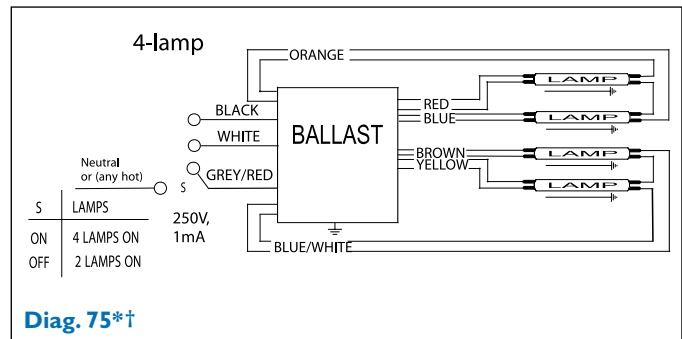 4-lamp
ORANGE
LAMP
RED
BLACK
BLUE
LAMP
WHITE
BALLAST
BROWN
LAMP
Neutral
or (any hot)
S
GREY/RED
YELLOW
LAMP
S LAMPS
250V,
1mA
ON 4 LAMPS ON
OFF 2 LAMPS ON
BLUE/WHITE
Diag. 75*†